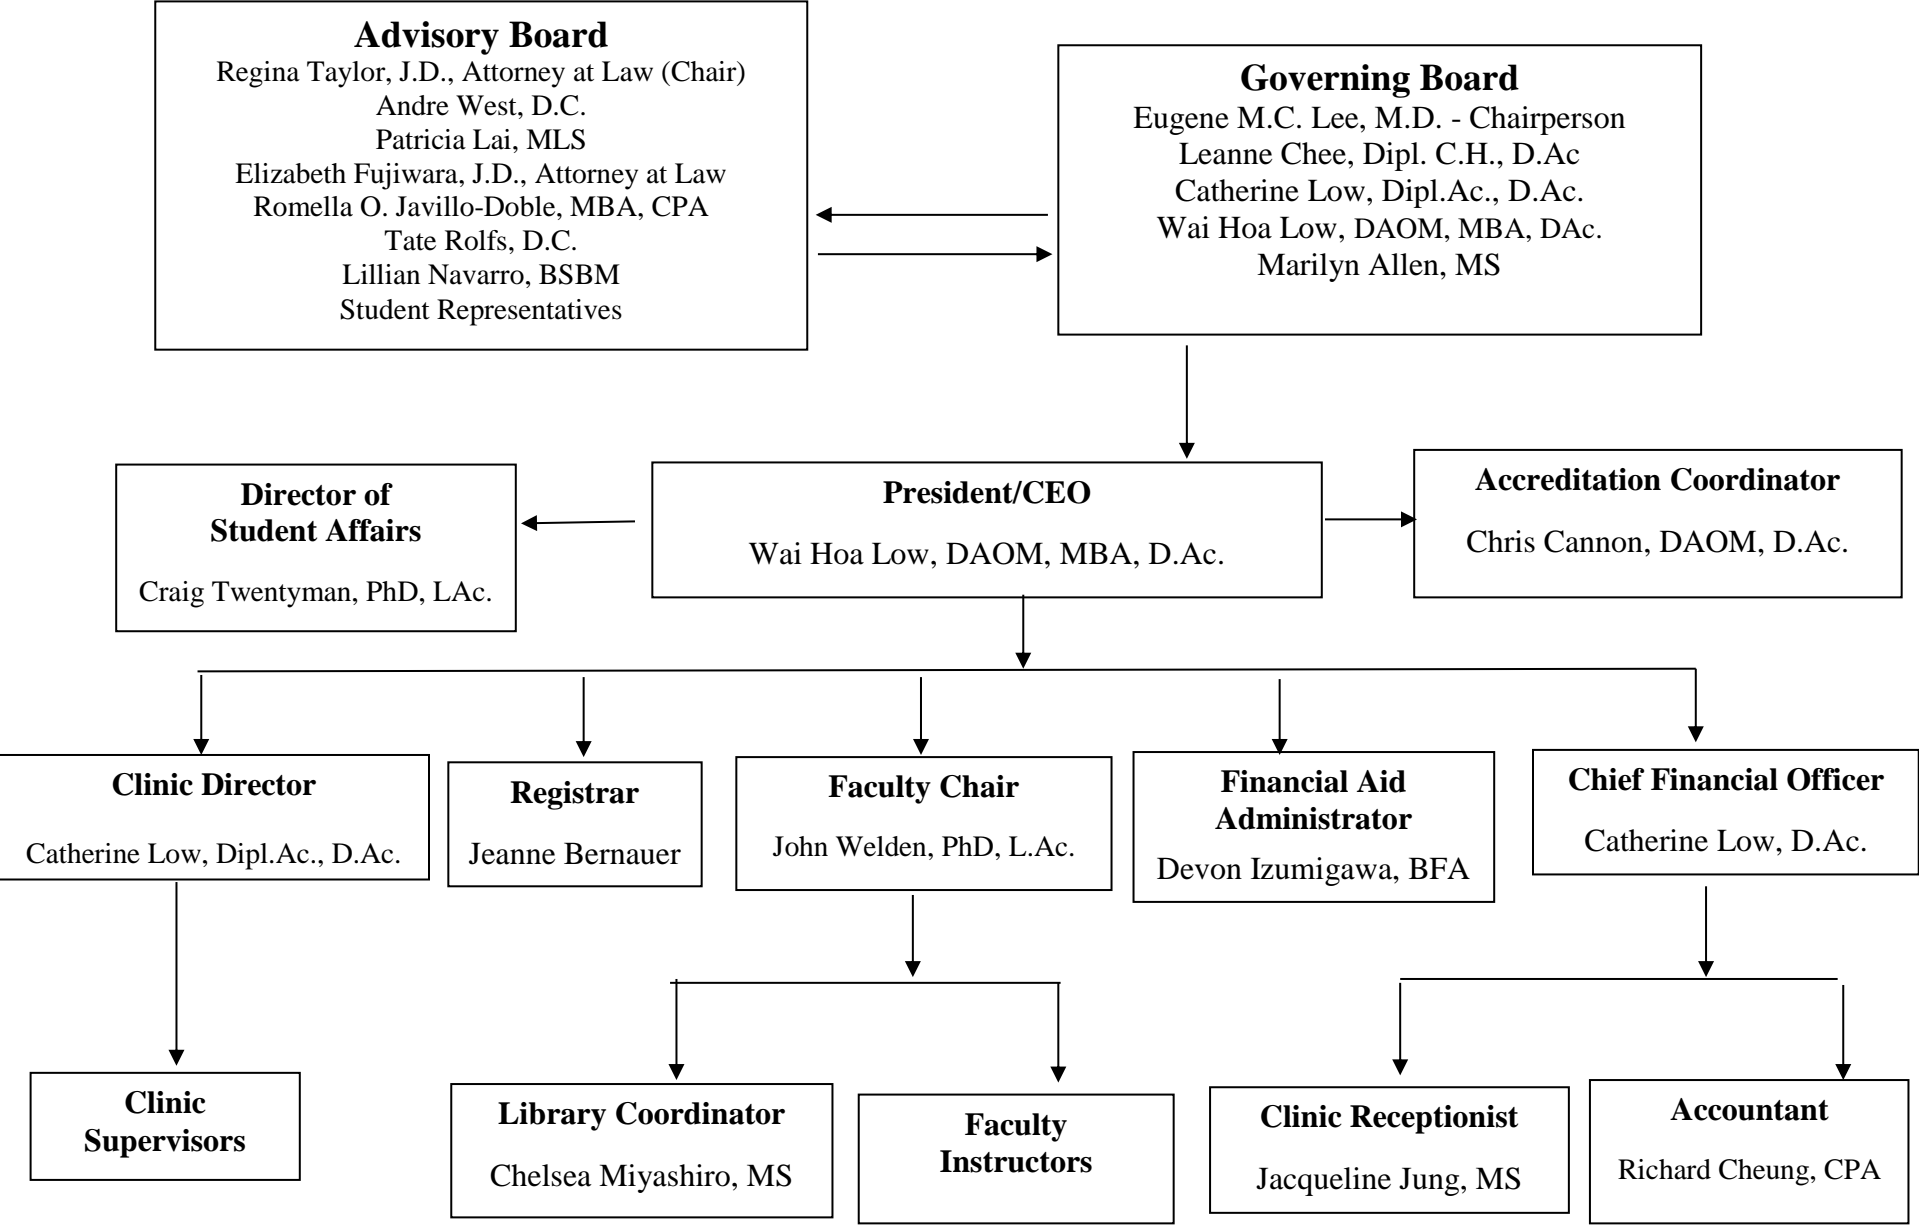 Advisory Board
Regina Taylor, J.D., Attorney at Law (Chair)
Andre West, D.C.
Patricia Lai, MLS
Elizabeth Fujiwara, J.D., Attorney at Law
Romella O. Javillo-Doble, MBA, CPA
Tate Rolfs, D.C.
Lillian Navarro, BSBM
Student Representatives
Governing Board
Eugene M.C. Lee, M.D. - Chairperson
Leanne Chee, Dipl. C.H., D.Ac
Catherine Low, Dipl.Ac., D.Ac.
Wai Hoa Low, DAOM, MBA, DAc.
Marilyn Allen, MS
Director of
Student Affairs
Craig Twentyman, PhD, LAc.
President/CEO
Wai Hoa Low, DAOM, MBA, D.Ac.
Accreditation Coordinator
Chris Cannon, DAOM, D.Ac.
Clinic Director
Catherine Low, Dipl.Ac., D.Ac.
Registrar
Jeanne Bernauer
Faculty Chair
John Welden, PhD, L.Ac.
Financial Aid
Administrator
Devon Izumigawa, BFA
Chief Financial Officer
Catherine Low, D.Ac.
Clinic
Supervisors
Library Coordinator
Chelsea Miyashiro, MS
Faculty
Instructors
Clinic Receptionist
Jacqueline Jung, MS
Accountant
Richard Cheung, CPA